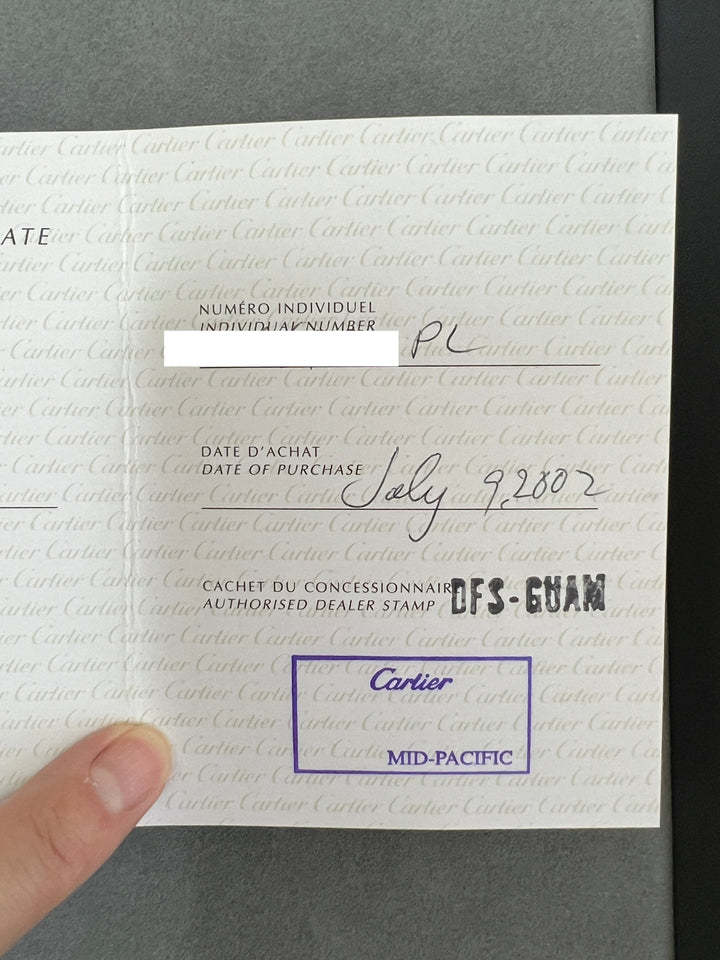 ATE
NUMÉRO INDIVIDUEL
INDIVIDUAL NUMBER
PL
DATE D'ACHAT
DATE OF PURCHASE
July 9, 2002
CACHET DU CONCESSIONNAIRE
AUTHORISED DEALER STAMP
DFS-GUAM
Cartier
MID-PACIFIC